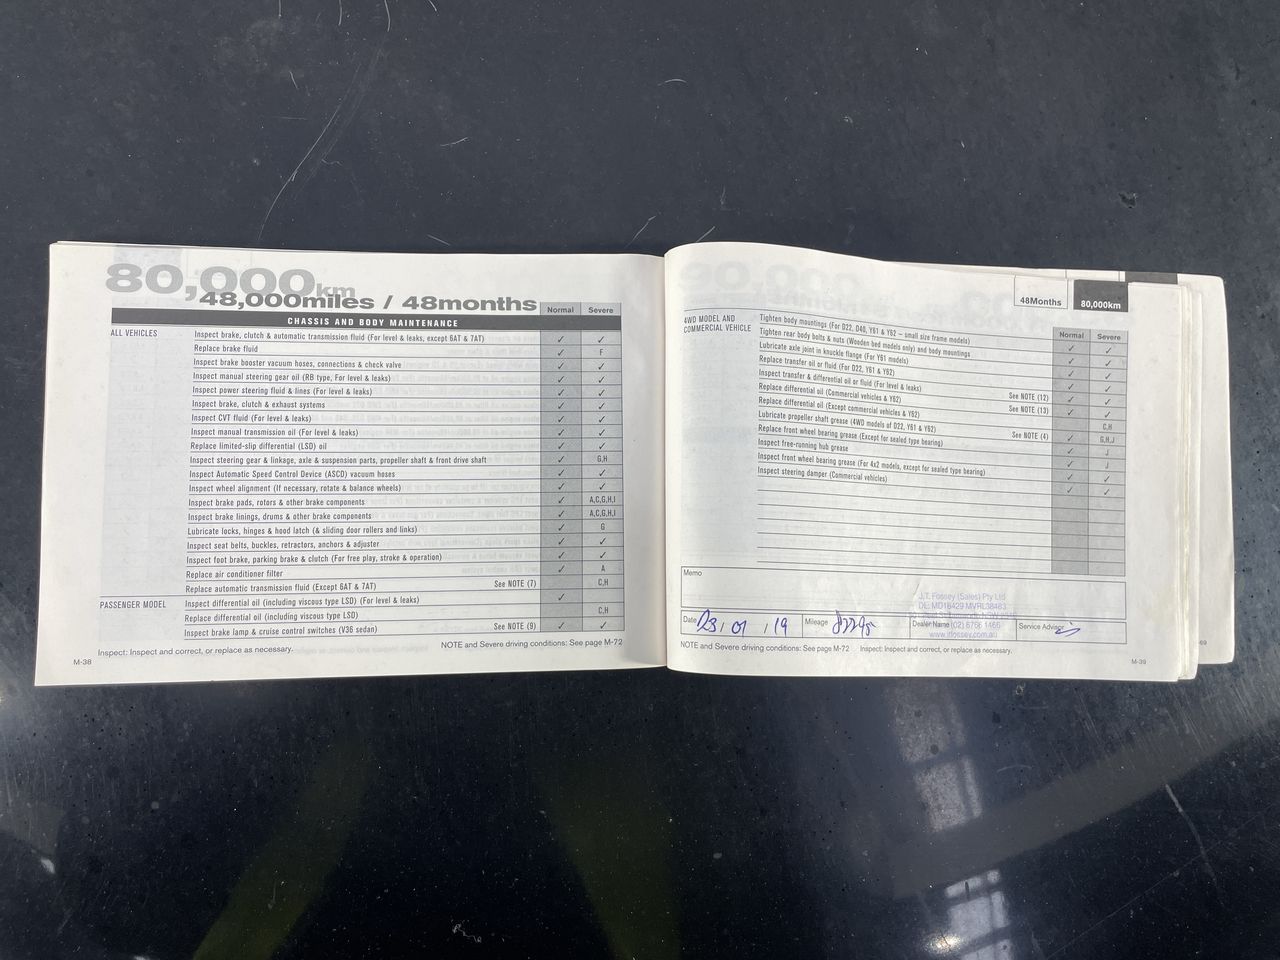 80,000km
48,000miles / 48months
Normal Severe
CHASSIS AND BODY MAINTENANCE
ALL VEHICLES
Inspect brake, clutch & automatic transmission fluid (For level & leaks, except 6AT & 7AT) ✓ ✓
Replace brake fluid ✓ F
Inspect brake booster vacuum hoses, connections & check valve ✓ ✓
Inspect manual steering gear oil (RB type, For level & leaks) ✓ ✓
Inspect power steering fluid & lines (For level & leaks) ✓ ✓
Inspect brake, clutch & exhaust systems ✓ ✓
Inspect CVT fluid (For level & leaks) ✓ ✓
Inspect manual transmission oil (For level & leaks) ✓ ✓
Replace limited-slip differential (LSD) oil ✓ ✓
Inspect steering gear & linkage, axle & suspension parts, propeller shaft & front drive shaft ✓ G,H
Inspect Automatic Speed Control Device (ASCD) vacuum hoses ✓ ✓
Inspect wheel alignment (If necessary, rotate & balance wheels) ✓ ✓
Inspect brake pads, rotors & other brake components ✓ A,C,G,H,I
Inspect brake linings, drums & other brake components ✓ A,C,G,H,I
Lubricate locks, hinges & hood latch (& sliding door rollers and links) ✓ G
Inspect seat belts, buckles, retractors, anchors & adjuster ✓ ✓
Inspect foot brake, parking brake & clutch (For free play, stroke & operation) ✓ ✓
Replace air conditioner filter ✓ A
Replace automatic transmission fluid (Except 6AT & 7AT) See NOTE (7) C,H
PASSENGER MODEL
Inspect differential oil (including viscous type LSD) (For level & leaks) ✓
Replace differential oil (including viscous type LSD) C,H
Inspect brake lamp & cruise control switches (V36 sedan) See NOTE (9) ✓ ✓
Inspect: Inspect and correct, or replace as necessary.
NOTE and Severe driving conditions: See page M-72
M-38
48Months 80,000km
Normal Severe
4WD MODEL AND
COMMERCIAL VEHICLE
Tighten body mountings (For D22, D40, Y61 & Y62 – small size frame models) ✓ ✓
Tighten rear body bolts & nuts (Wooden bed models only) and body mountings ✓ ✓
Lubricate axle joint in knuckle flange (For Y61 models) ✓ ✓
Replace transfer oil or fluid (For D22, Y61 & Y62) ✓ ✓
Inspect transfer & differential oil or fluid (For level & leaks) ✓ ✓
Replace differential oil (Commercial vehicles & Y62) See NOTE (12)
Replace differential oil (Except commercial vehicles & Y62) See NOTE (13) C,H
Lubricate propeller shaft grease (4WD models of D22, Y61 & Y62) ✓ G,H,J
Replace front wheel bearing grease (Except for sealed type bearing) See NOTE (4) J
Inspect free-running hub grease ✓ J
Inspect front wheel bearing grease (For 4x2 models, except for sealed type bearing) ✓ ✓
Inspect steering damper (Commercial vehicles) ✓ ✓
Memo
J.T. Fossey (Sales) Pty Ltd
Date 23 / 01 / 19 Mileage 87295 Dealer Name (02) 6766 1466 Service Advisor
www.jtfossey.com.au
NOTE and Severe driving conditions: See page M-72 Inspect: Inspect and correct, or replace as necessary.
M-39